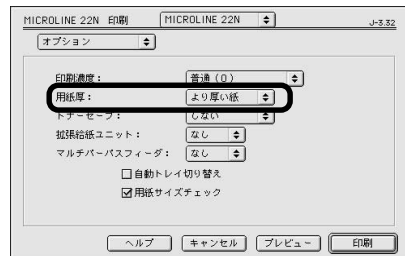 MICROLINE 22N 印刷 MICROLINE 22N J-3.32
オプション
印刷濃度： 普通（0）
用紙厚： より厚い紙
トナーセーブ： しない
拡張給紙ユニット： なし
マルチパーパスフィーダ： なし
自動トレイ切り替え
用紙サイズチェック
ヘルプ キャンセル プレビュー 印刷